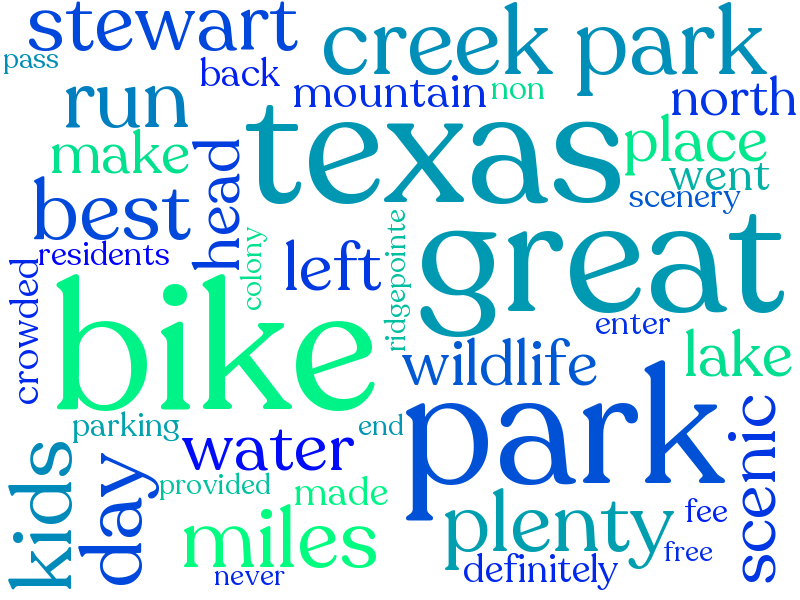 stewart
creek park
pass
back
mountain
non
north
run
texas
place
make
head
went
scenery
best
great
residents
colony
ridgepointe
left
crowded
bike
enter
wildlife
lake
park
parking
end
water
scenic
kids
day
provided
made
plenty
fee
miles
free
never
definitely